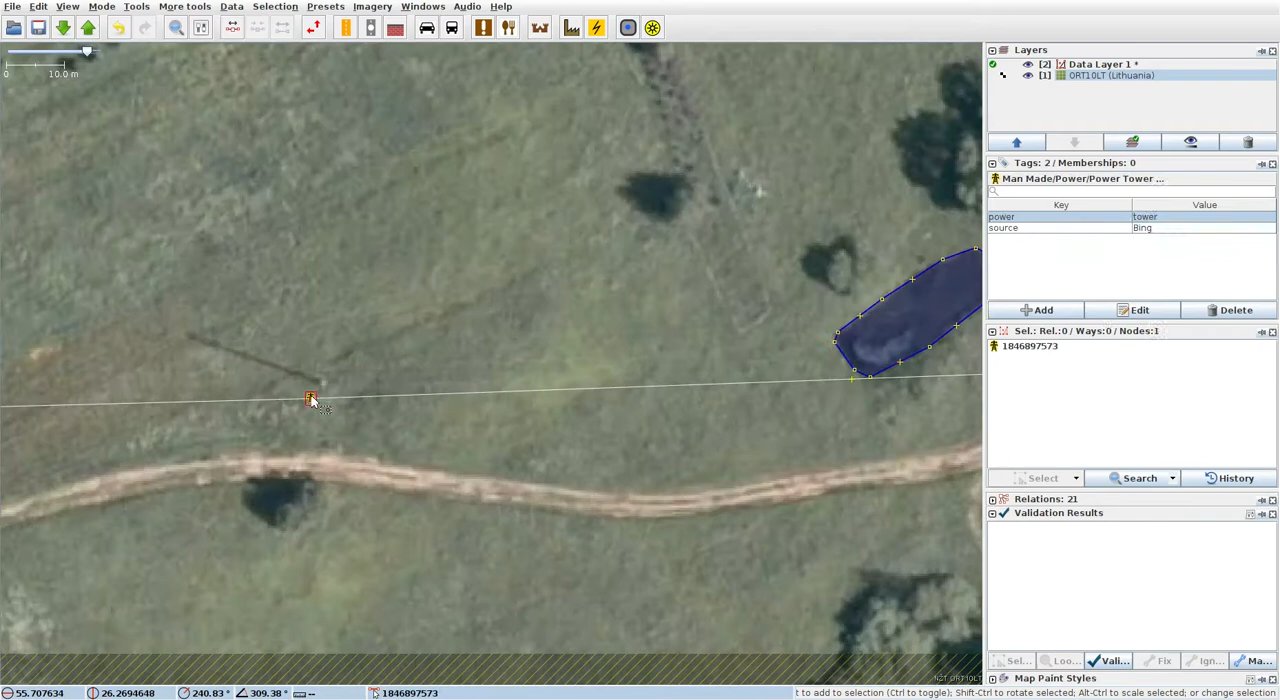 File Edit View Mode Tools More tools Data Selection Presets Imagery Windows Audio Help
0 10.0 m
Layers
[2] Data Layer 1 *
[1] ORT10LT (Lithuania)
Tags: 2 / Memberships: 0
Man Made/Power/Power Tower ...
Key Value
power tower
source Bing
Add Edit Delete
Sel.: Rel.:0 / Ways:0 / Nodes:1
1846897573
Select Search History
Relations: 21
Validation Results
Sel... Loo... Vali... Fix Ign... Ma...
Map Paint Styles
NZT ORT10LT
55.707634 26.2694648 240.83 ° 309.38 ° -- 1846897573 t to add to selection (Ctrl to toggle); Shift-Ctrl to rotate selected; Alt-Ctrl to scale selected; or change selection